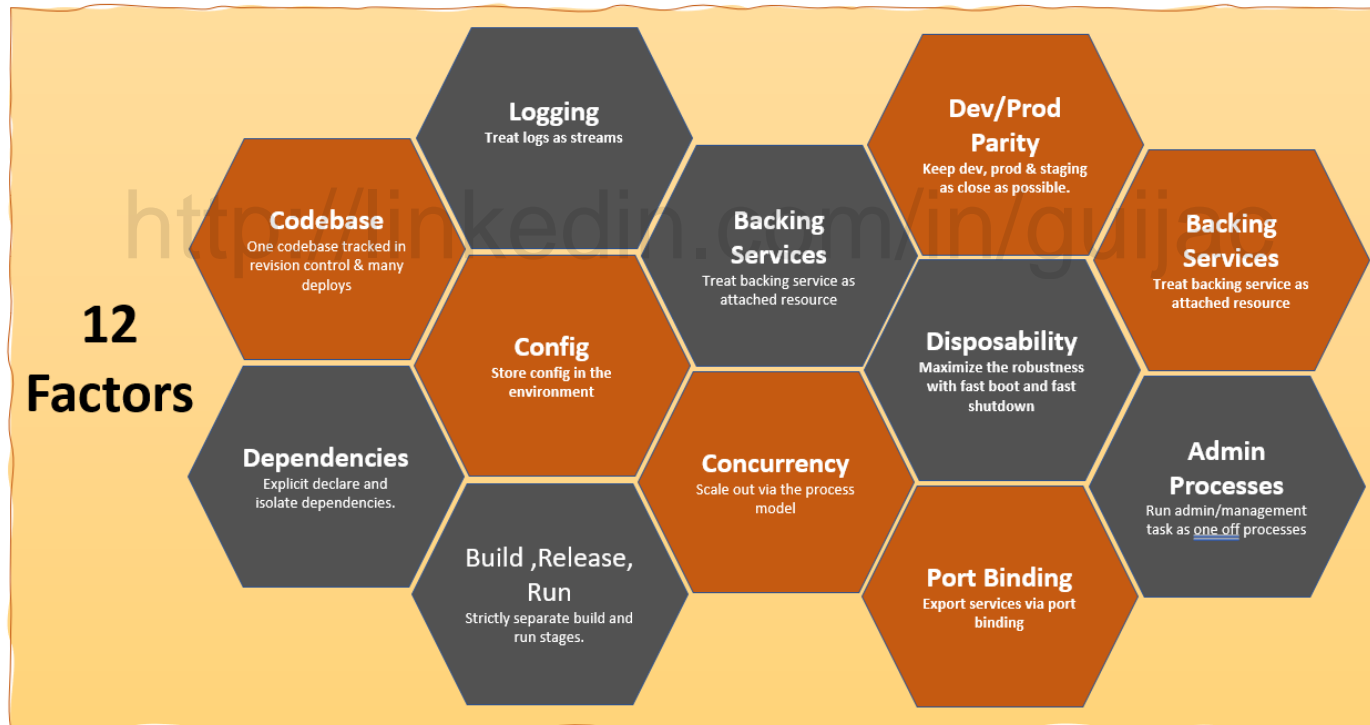 12
Factors
Logging
Treat logs as streams
Dev/Prod
Parity
Keep dev, prod & staging
as close as possible.
Codebase
One codebase tracked in
revision control & many
deploys
Backing
Services
Treat backing service as
attached resource
Backing
Services
Treat backing service as
attached resource
Config
Store config in the
environment
Disposability
Maximize the robustness
with fast boot and fast
shutdown
Dependencies
Explicit declare and
isolate dependencies.
Concurrency
Scale out via the process
model
Admin
Processes
Run admin/management
task as one off processes
Build ,Release,
Run
Strictly separate build and
run stages.
Port Binding
Export services via port
binding
http://linkedin.com/in/guijac